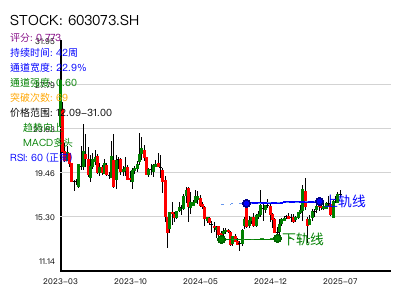 STOCK: 603073.SH
评分: 0.773
31.95
持续时间: 42周
通道宽度: 22.9%
通道强度: 0.60
突破次数: 69
价格范围: 12.09–31.00
趋势向
MACD多头
RSI: 60 (正常
19.46
15.30
11.14
上轨线
下轨线
2023–03
2023–10
2024–05
2024–12
2025–07